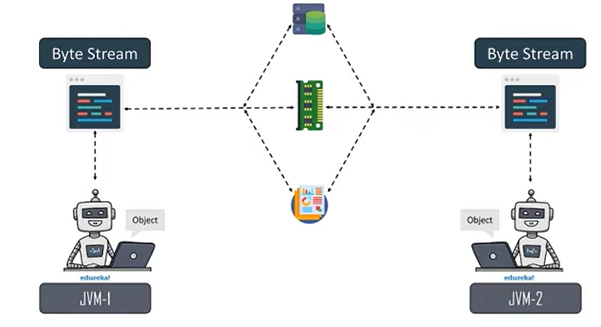 Byte Stream
Byte Stream
Object
Object
edureka!
edureka!
JVM-1
JVM-2